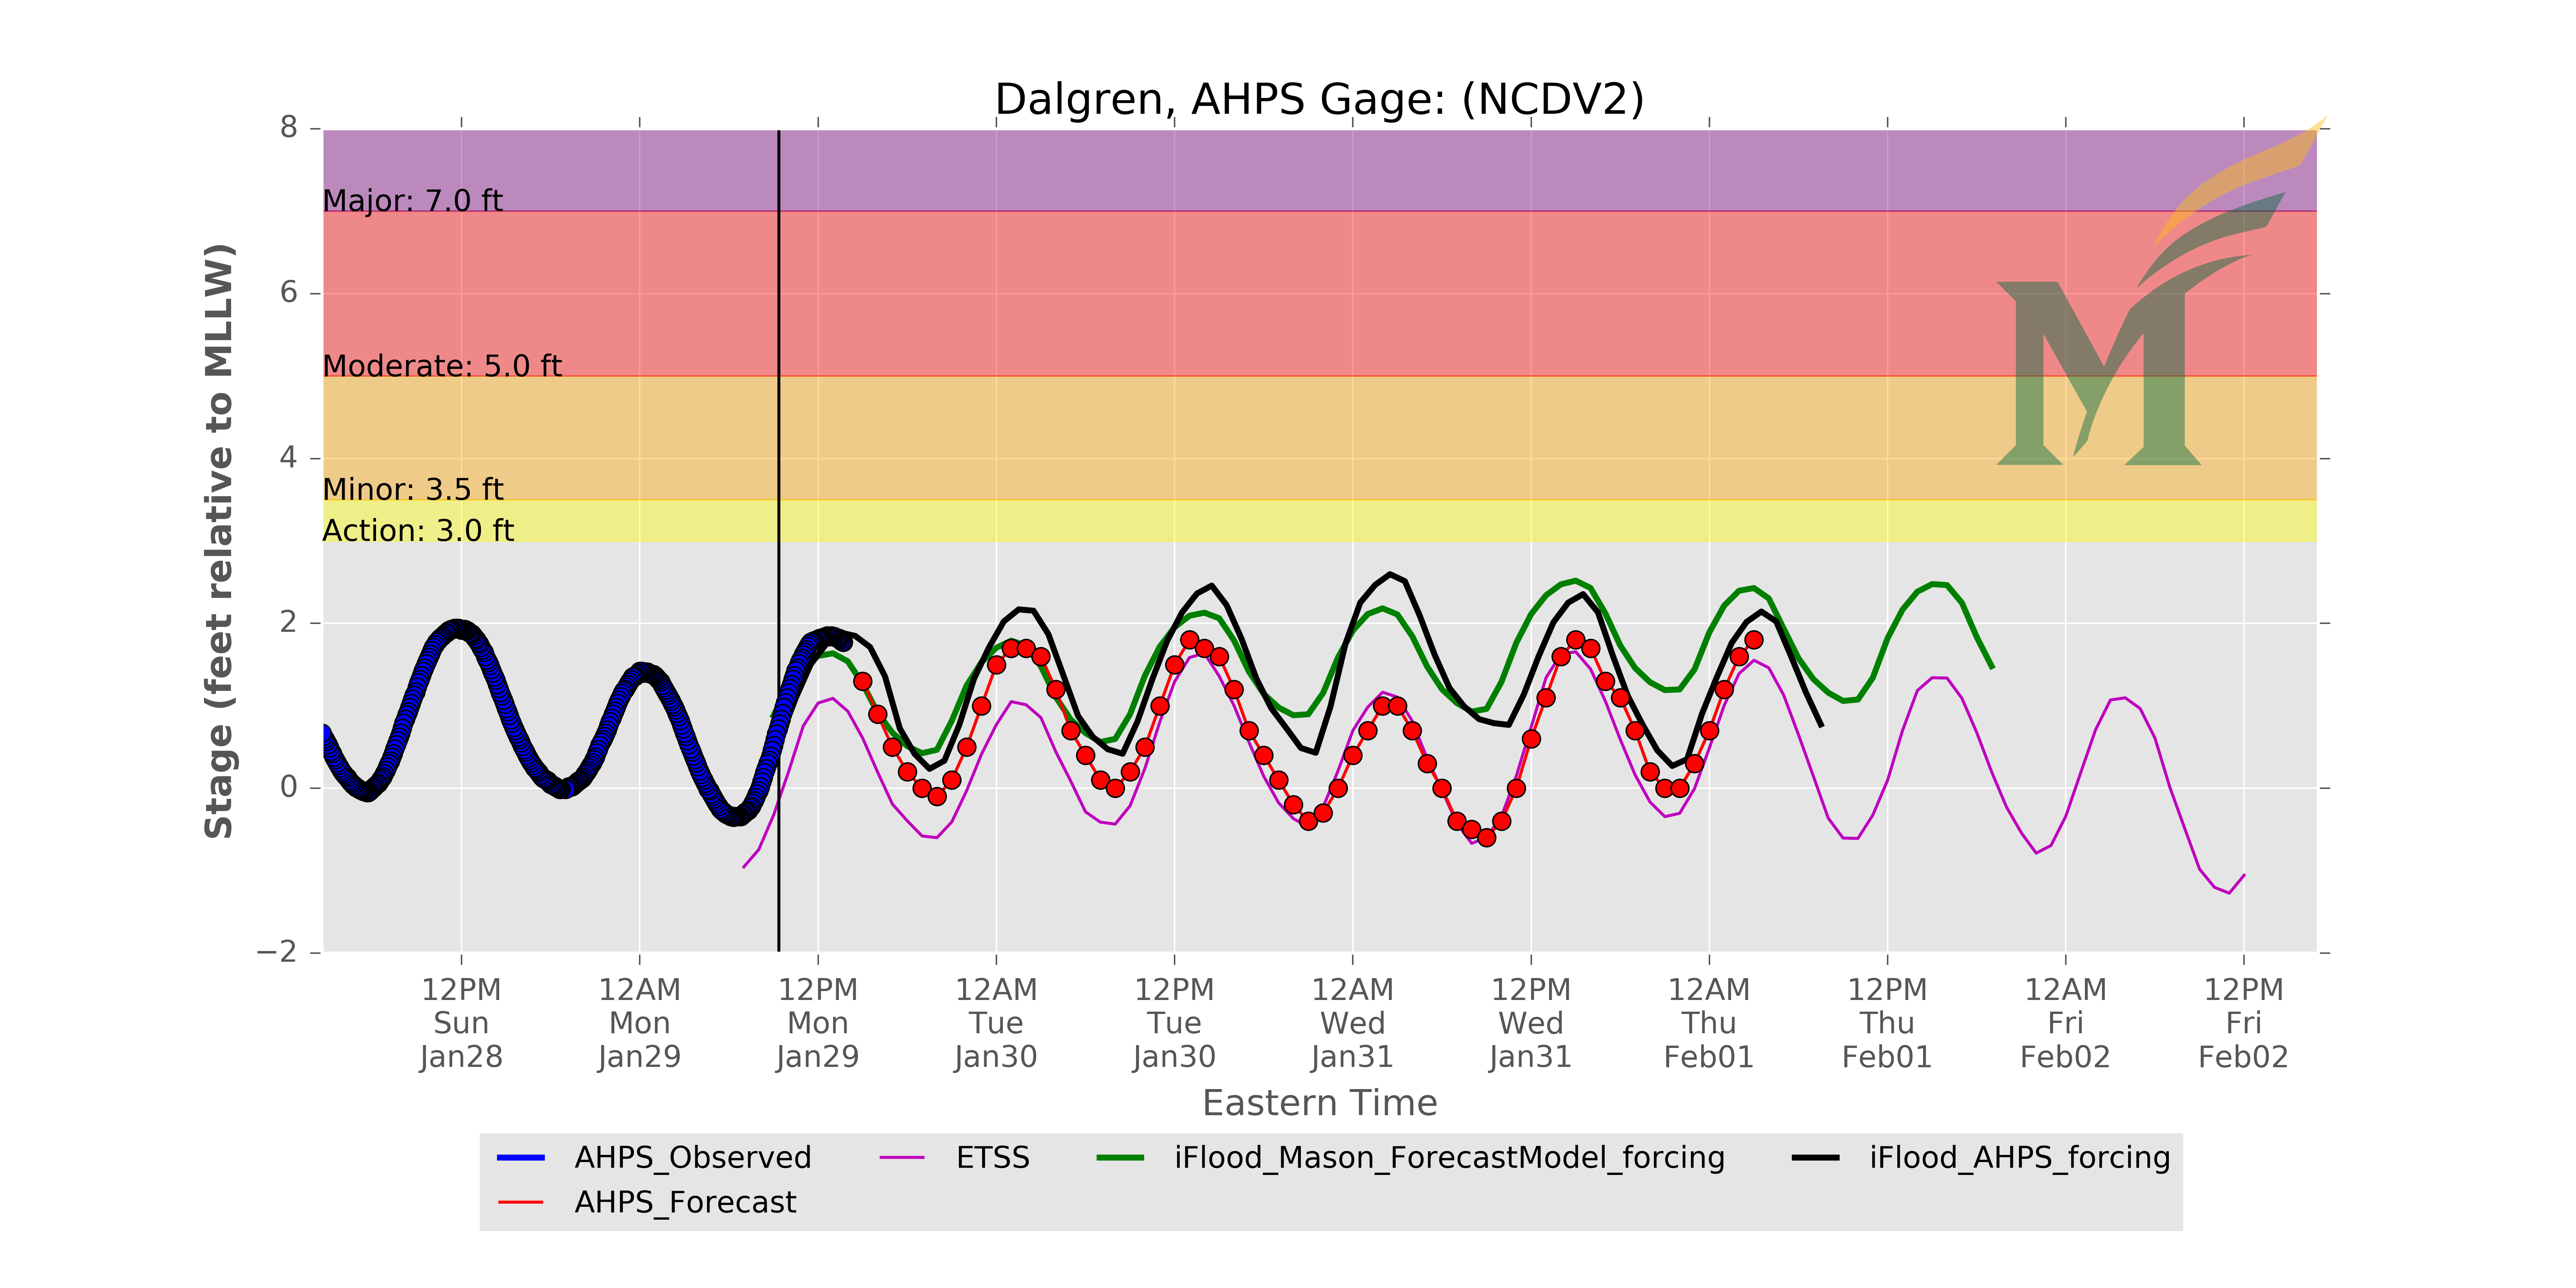 Dalgren, AHPS Gage: (NCDV2)
8
Major: 7.0 ft
6
Moderate: 5.0 ft
4
Minor: 3.5 ft
Action: 3.0 ft
2
0
−2
Stage (feet relative to MLLW)
12PM 12AM 12PM 12AM 12PM 12AM 12PM 12AM 12PM 12AM 12PM
Sun Mon Mon Tue Tue Wed Wed Thu Thu Fri Fri
Jan28 Jan29 Jan29 Jan30 Jan30 Jan31 Jan31 Feb01 Feb01 Feb02 Feb02
Eastern Time
AHPS_Observed ETSS iFlood_Mason_ForecastModel_forcing iFlood_AHPS_forcing
AHPS_Forecast
M